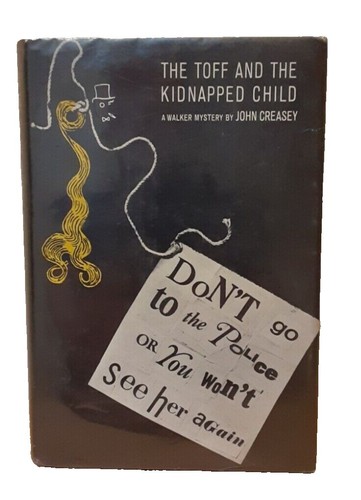 THE TOFF AND THE
KIDNAPPED CHILD
A WALKER MYSTERY BY JOHN CREASEY
DoN'T go
to the PoLiCe
OR You Won't
See her again